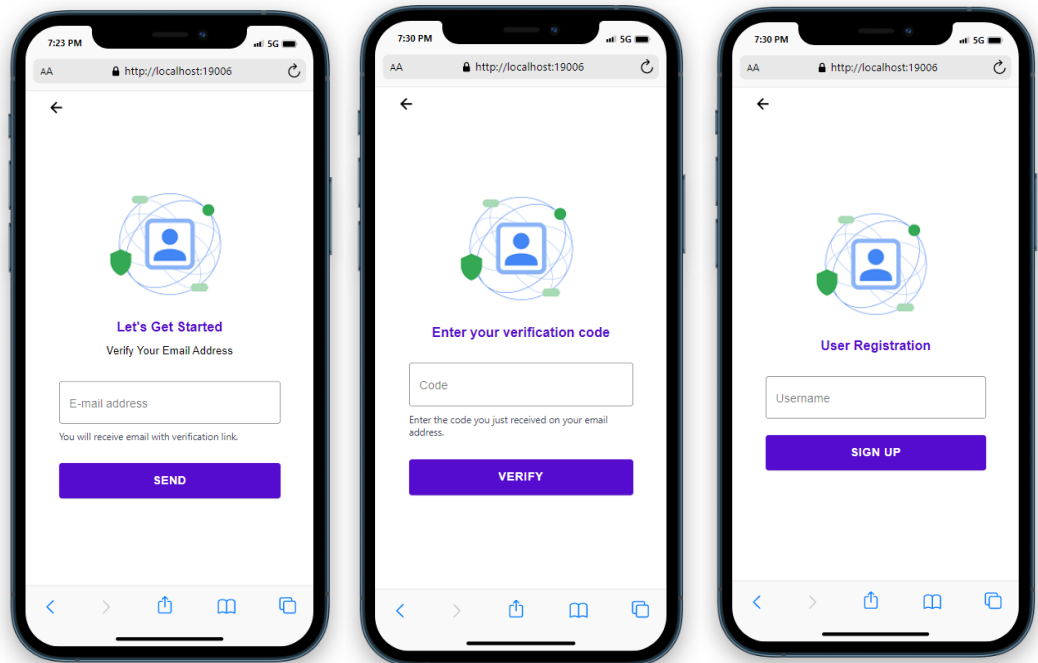 7:23 PM
5G
AA
http://localhost:19006
Let's Get Started
Verify Your Email Address
E-mail address
You will receive email with verification link.
SEND
7:30 PM
5G
AA
http://localhost:19006
Enter your verification code
Code
Enter the code you just received on your email
address.
VERIFY
7:30 PM
5G
AA
http://localhost:19006
User Registration
Username
SIGN UP